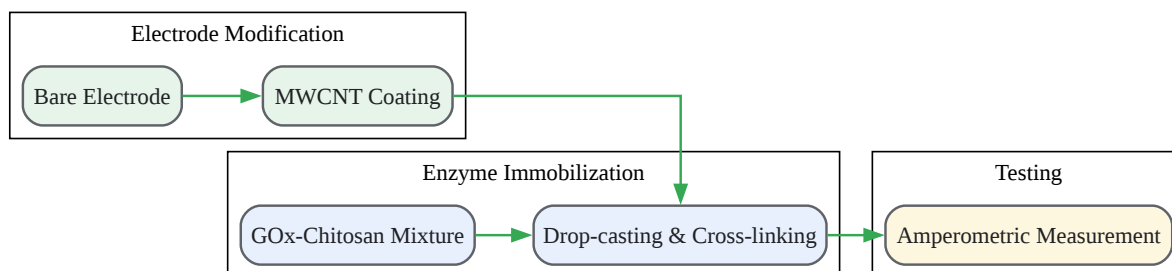 Electrode Modification
Bare Electrode
MWCNT Coating
Enzyme Immobilization
GOx-Chitosan Mixture
Drop-casting & Cross-linking
Testing
Amperometric Measurement